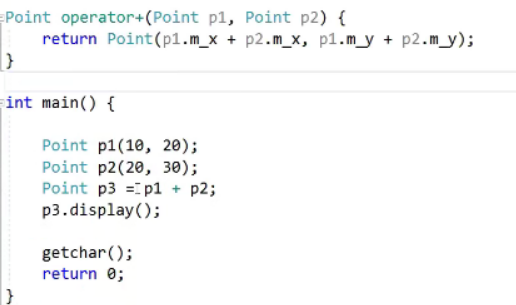 Point operator+(Point p1, Point p2) {
    return Point(p1.m_x + p2.m_x, p1.m_y + p2.m_y);
}
int main() {
    Point p1(10, 20);
    Point p2(20, 30);
    Point p3 = p1 + p2;
    p3.display();
    getchar();
    return 0;
}